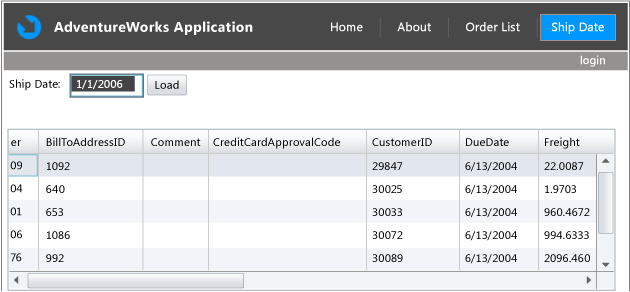 AdventureWorks Application Home About Order List Ship Date
login
Ship Date: 1/1/2006 Load
er BillToAddressID Comment CreditCardApprovalCode CustomerID DueDate Freight
09 1092 29847 6/13/2004 22.0087
04 640 30025 6/13/2004 1.9703
01 653 30033 6/13/2004 960.4672
06 1086 30072 6/13/2004 994.6333
76 992 30089 6/13/2004 2096.460